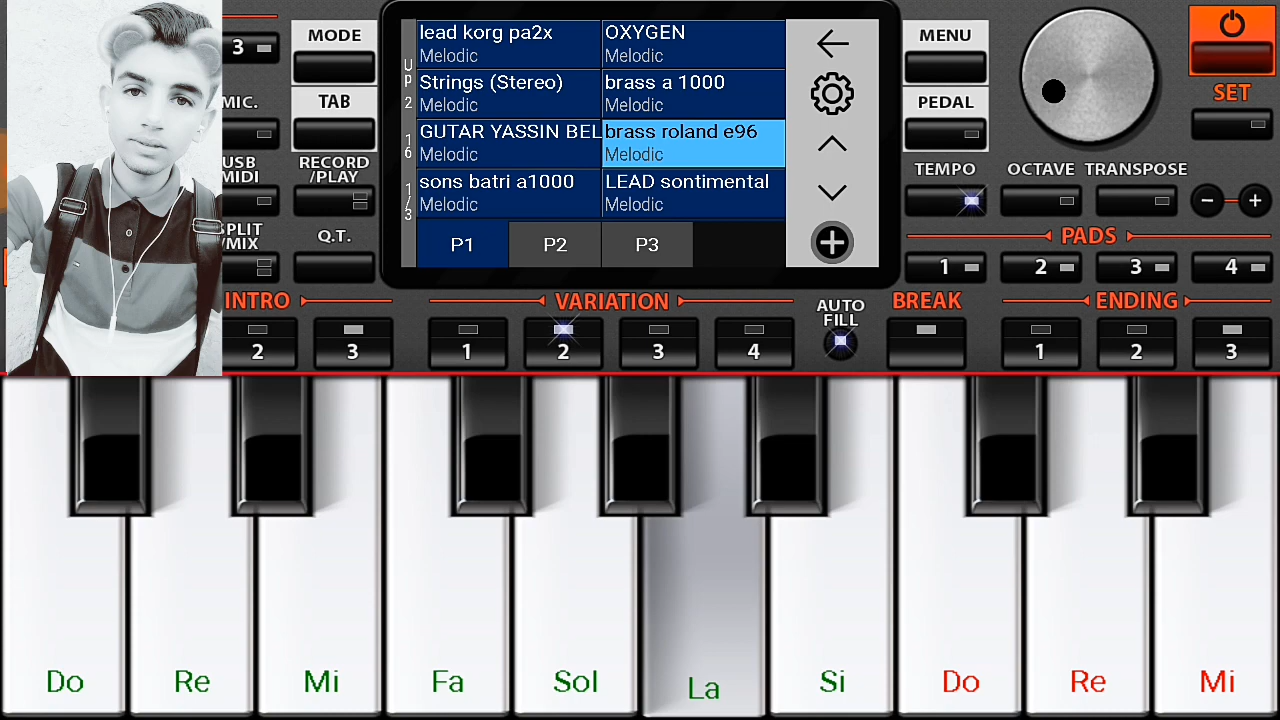 3
MODE
MIC.
TAB
USB
MIDI
RECORD
/PLAY
SPLIT
/MIX
Q.T.
UP2
16
1/3
lead korg pa2x
Melodic
OXYGEN
Melodic
Strings (Stereo)
Melodic
brass a 1000
Melodic
GUTAR YASSIN BEL
Melodic
brass roland e96
Melodic
sons batri a1000
Melodic
LEAD sontimental
Melodic
P1
P2
P3
MENU
PEDAL
SET
TEMPO
OCTAVE
TRANSPOSE
PADS
1
2
3
4
INTRO
2
3
VARIATION
1
2
3
4
AUTO
FILL
BREAK
ENDING
1
2
3
Do
Re
Mi
Fa
Sol
La
Si
Do
Re
Mi